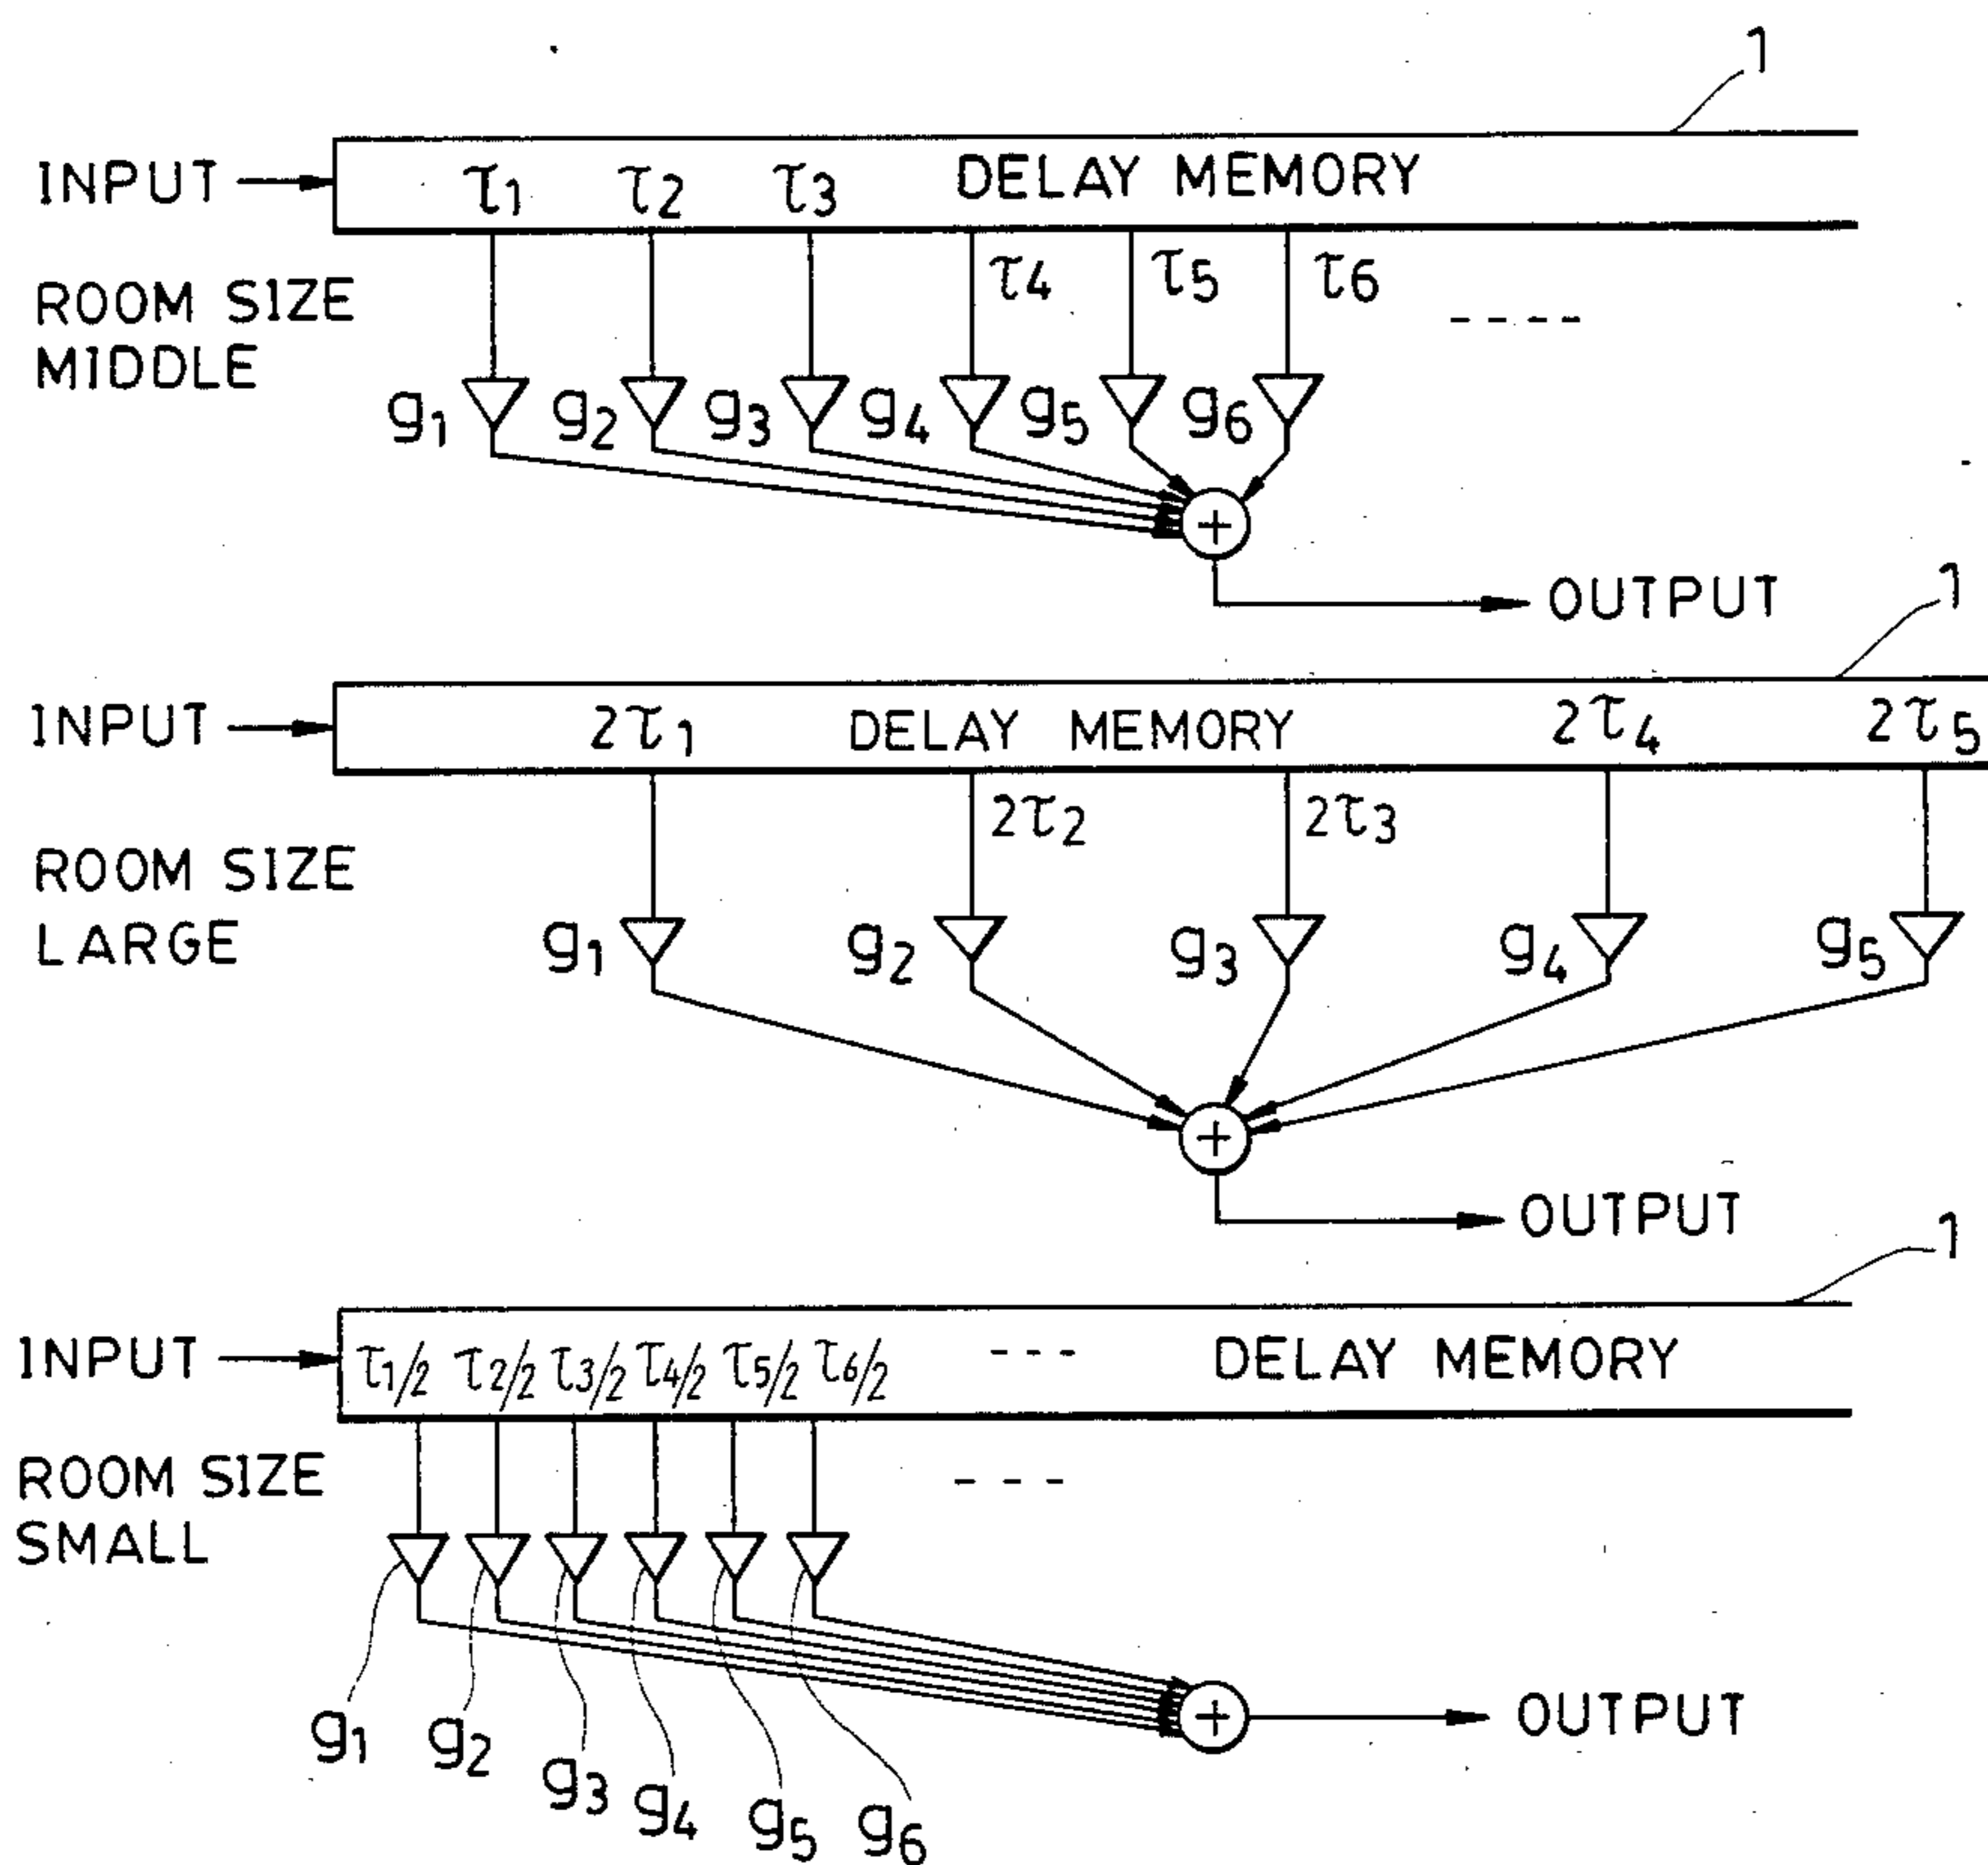 1
INPUT τ1 τ2 τ3 DELAY MEMORY
τ4 τ5 τ6
ROOM SIZE
MIDDLE
-----
g1 g2 g3 g4 g5 g6
+
OUTPUT
1
INPUT 2τ1 DELAY MEMORY 2τ4 2τ5
2τ2 2τ3
ROOM SIZE
LARGE
g1 g2 g3 g4 g5
+
OUTPUT
1
INPUT τ1/2 τ2/2 τ3/2 τ4/2 τ5/2 τ6/2 --- DELAY MEMORY
ROOM SIZE
SMALL
---
+
OUTPUT
g1 g2 g3 g4 g5 g6